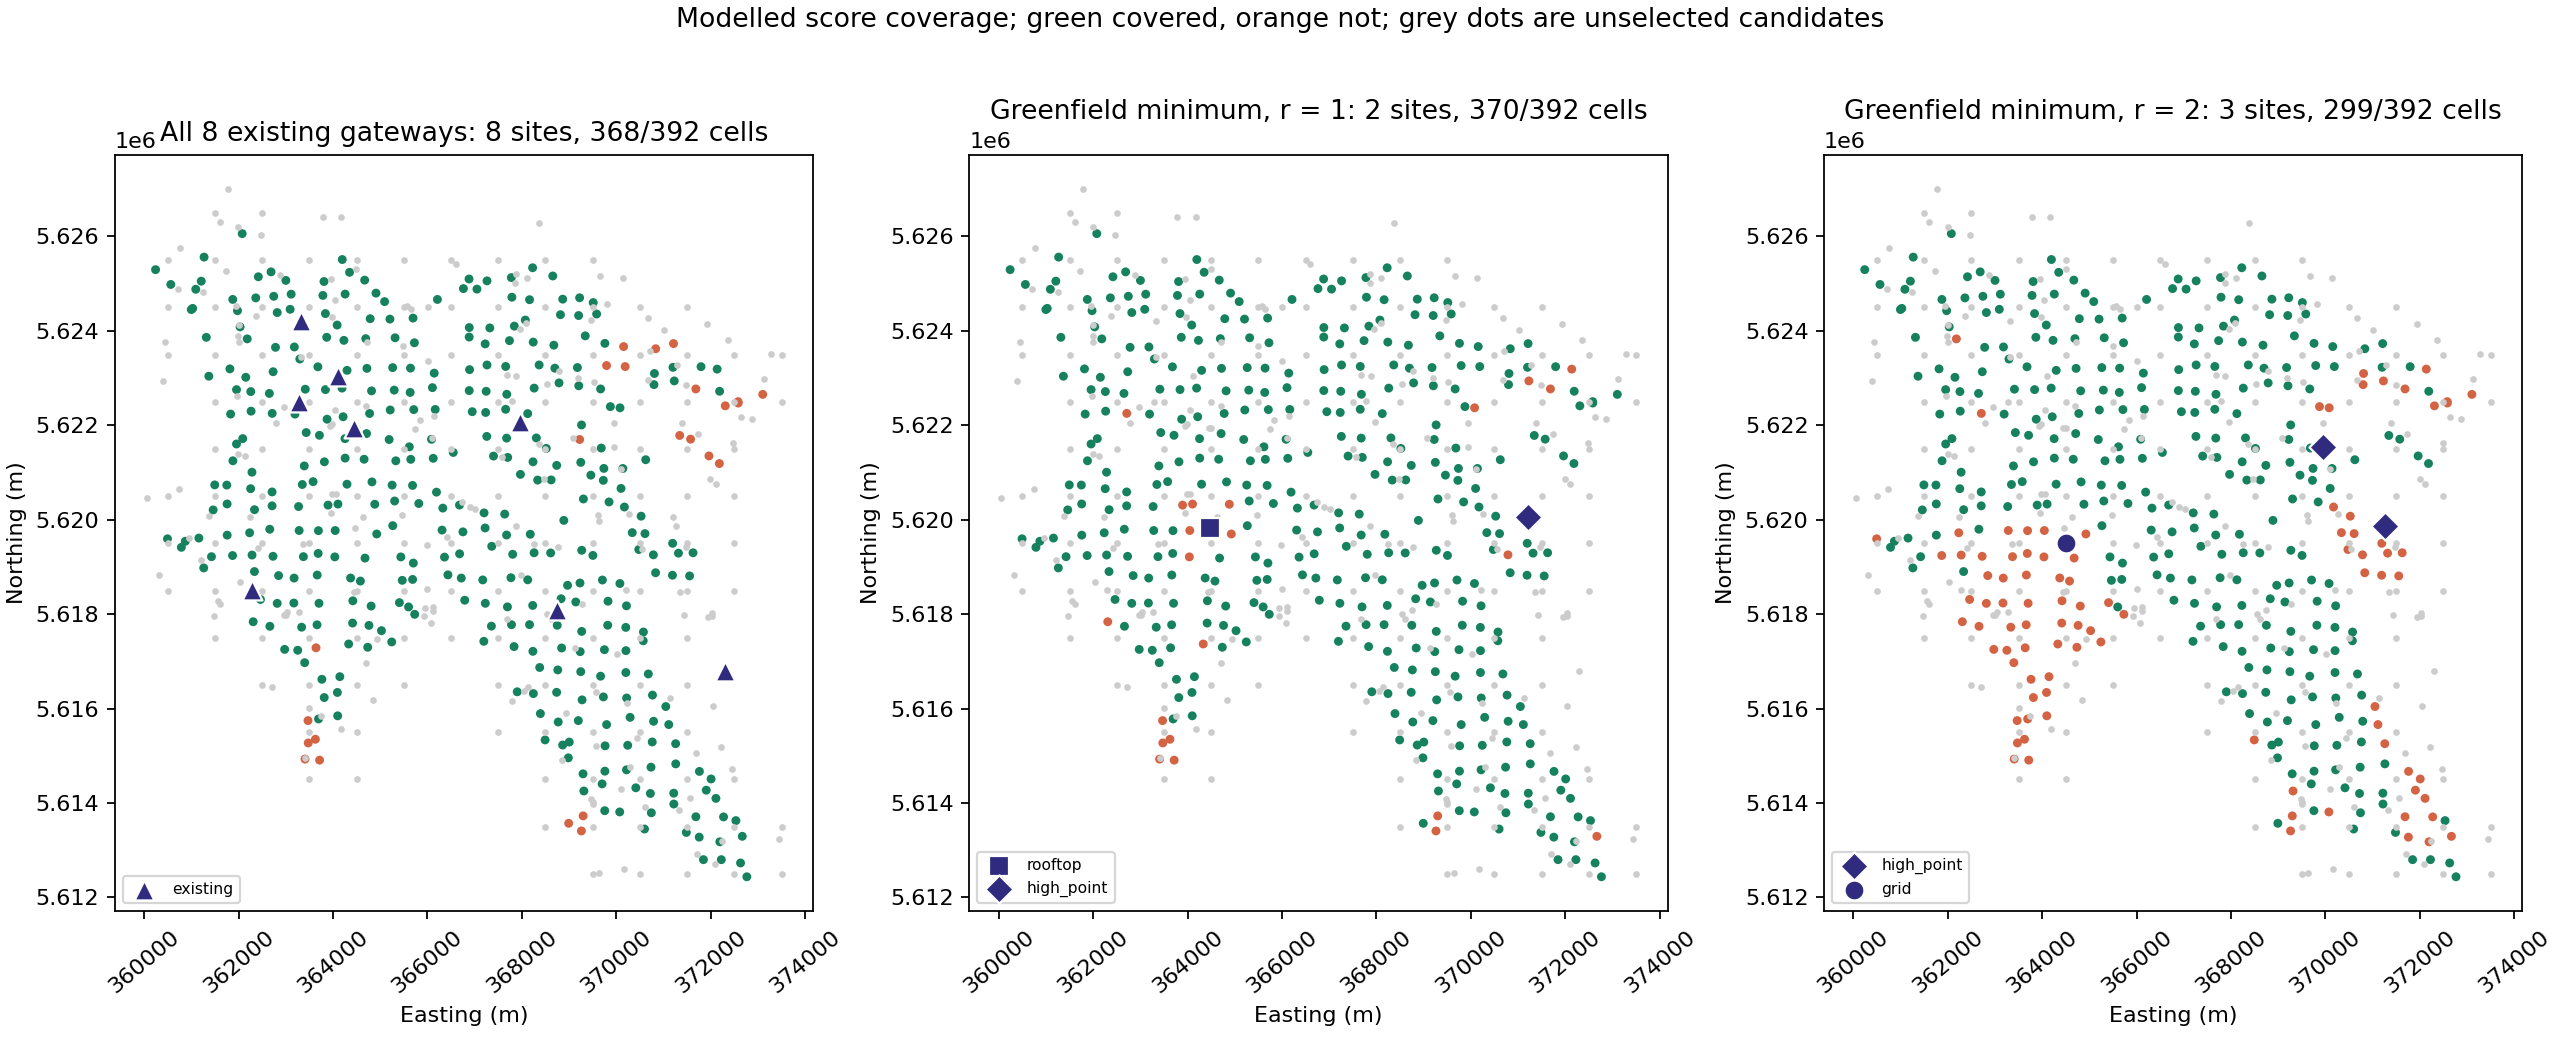 Modelled score coverage; green covered, orange not; grey dots are unselected candidates
All 8 existing gateways: 8 sites, 368/392 cells
1e6
5.626
5.624
5.622
5.620
5.618
5.616
5.614
5.612
Northing (m)
existing
360000
362000
364000
366000
368000
370000
372000
374000
Easting (m)
Greenfield minimum, r = 1: 2 sites, 370/392 cells
1e6
5.626
5.624
5.622
5.620
5.618
5.616
5.614
5.612
Northing (m)
rooftop
high_point
360000
362000
364000
366000
368000
370000
372000
374000
Easting (m)
Greenfield minimum, r = 2: 3 sites, 299/392 cells
1e6
5.626
5.624
5.622
5.620
5.618
5.616
5.614
5.612
Northing (m)
high_point
grid
360000
362000
364000
366000
368000
370000
372000
374000
Easting (m)